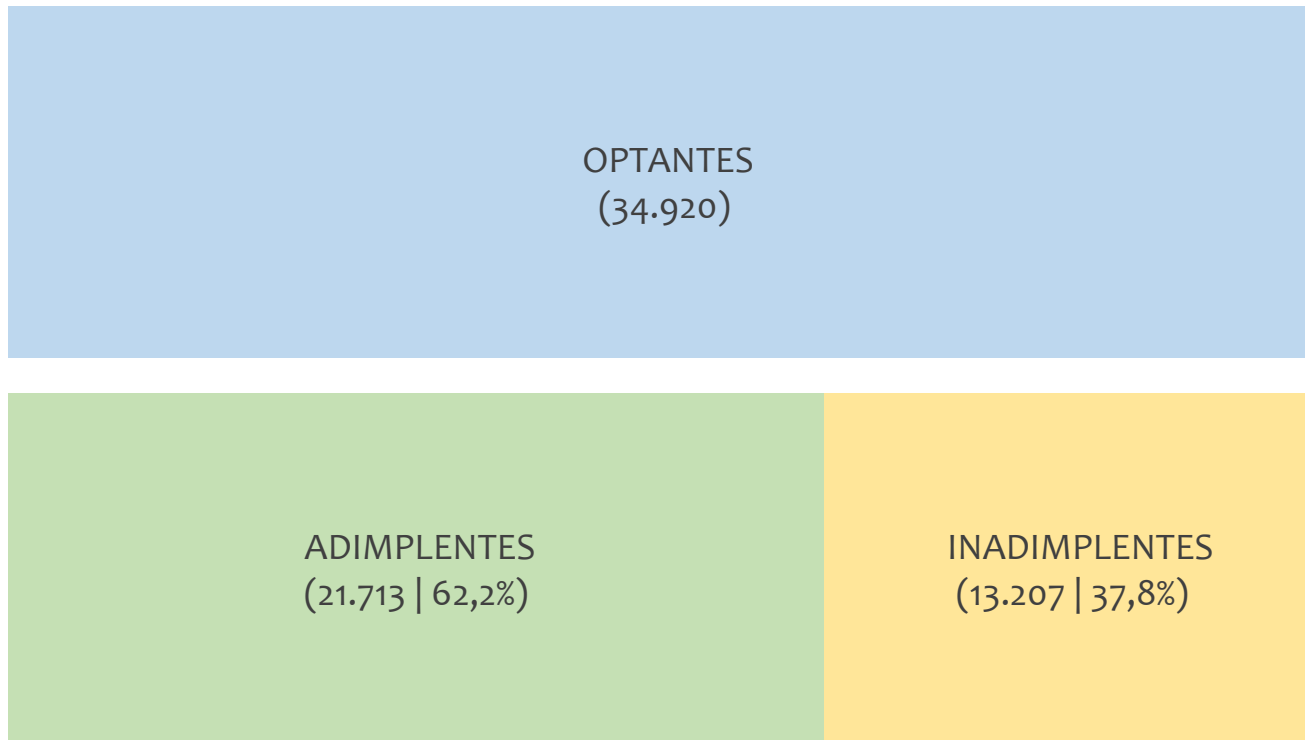 OPTANTES
(34.920)
ADIMPLENTES
(21.713 | 62,2%)
INADIMPLENTES
(13.207 | 37,8%)